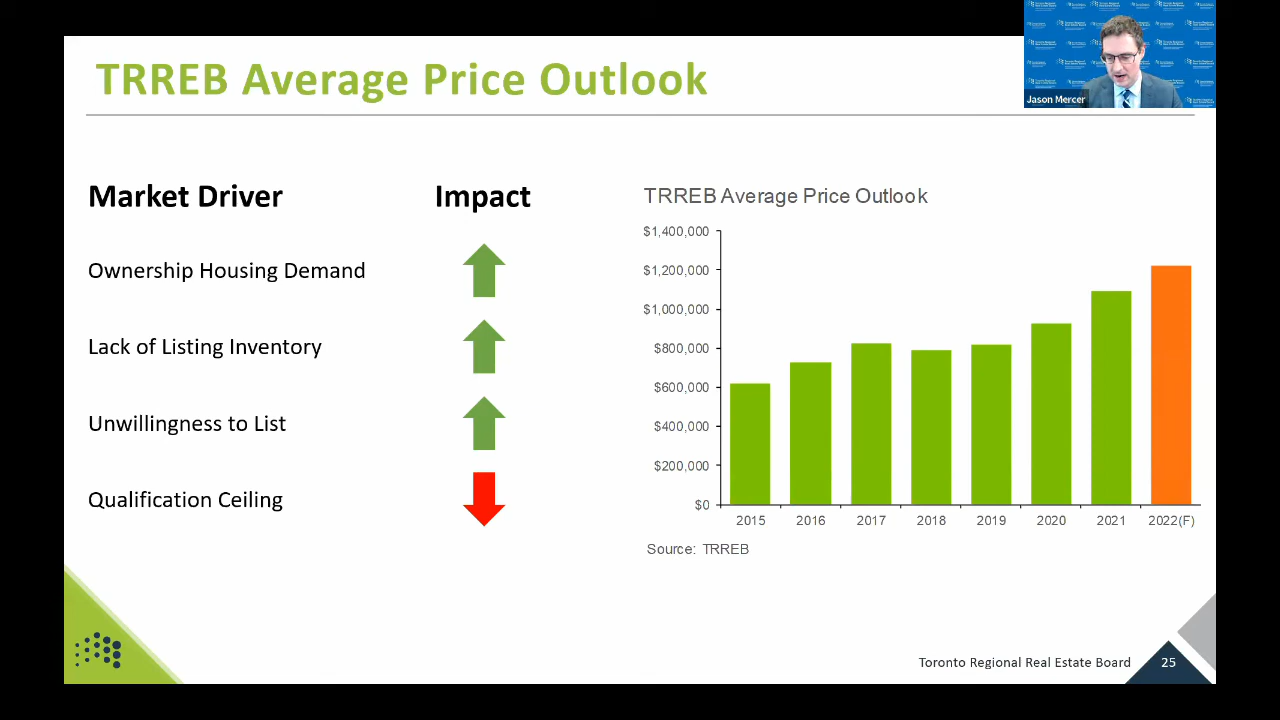 TRREB Average Price Outlook
Jason Mercer
Market Driver
Impact
Ownership Housing Demand
Lack of Listing Inventory
Unwillingness to List
Qualification Ceiling
TRREB Average Price Outlook
$1,400,000
$1,200,000
$1,000,000
$800,000
$600,000
$400,000
$200,000
$0
2015 2016 2017 2018 2019 2020 2021 2022(F)
Source: TRREB
Toronto Regional Real Estate Board
25